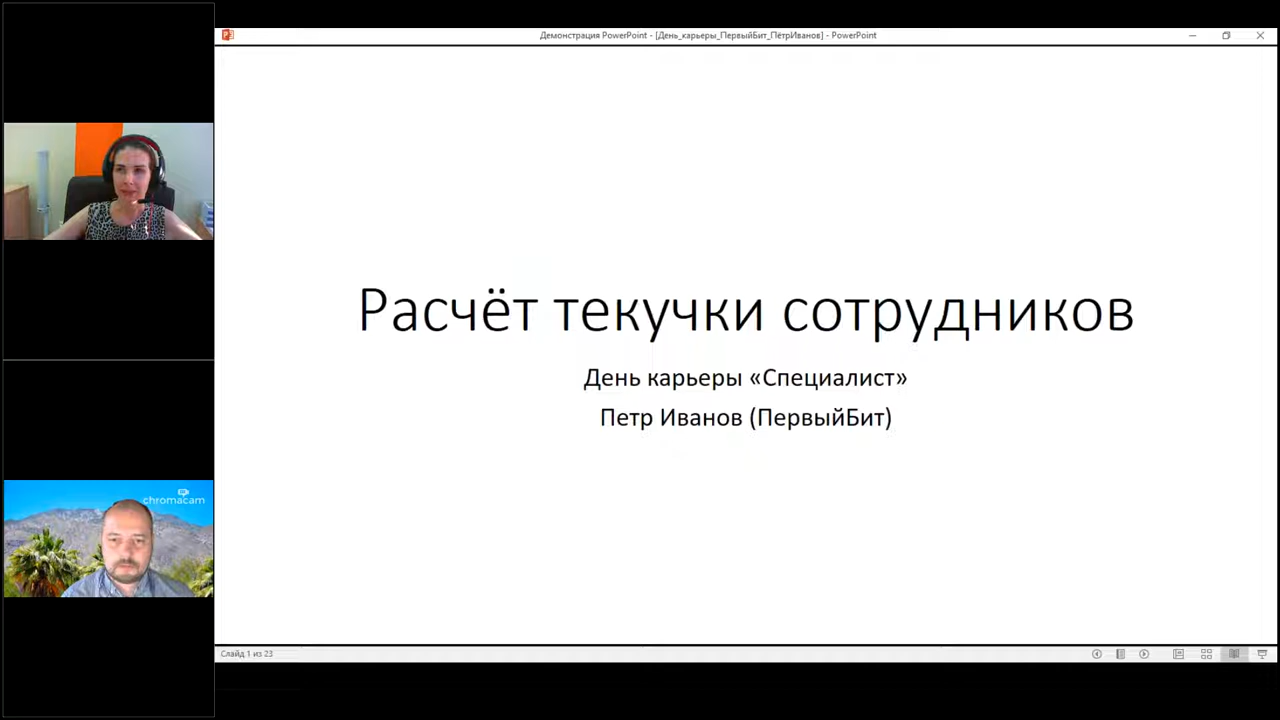 Демонстрация PowerPoint - [День_карьеры_ПервыйБит_ПётрИванов] - PowerPoint
Расчёт текучки сотрудников
День карьеры «Специалист»
Петр Иванов (ПервыйБит)
chromacam
Слайд 1 из 23